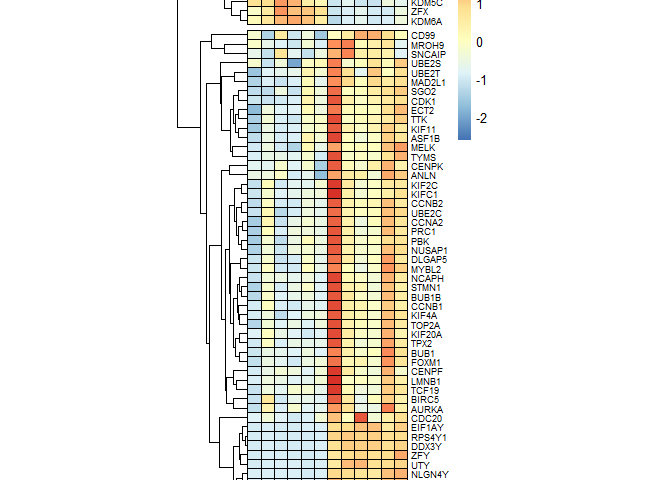 KDM5C
ZFX
KDM6A
CD99
MROH9
SNCAIP
UBE2S
UBE2T
MAD2L1
SGO2
CDK1
ECT2
TTK
KIF11
ASF1B
MELK
TYMS
CENPK
ANLN
KIF2C
KIFC1
CCNB2
UBE2C
CCNA2
PRC1
PBK
NUSAP1
DLGAP5
MYBL2
NCAPH
STMN1
BUB1B
CCNB1
KIF4A
TOP2A
KIF20A
TPX2
BUB1
FOXM1
CENPF
LMNB1
TCF19
BIRC5
AURKA
CDC20
EIF1AY
RPS4Y1
DDX3Y
ZFY
UTY
NLGN4Y
1
0
-1
-2